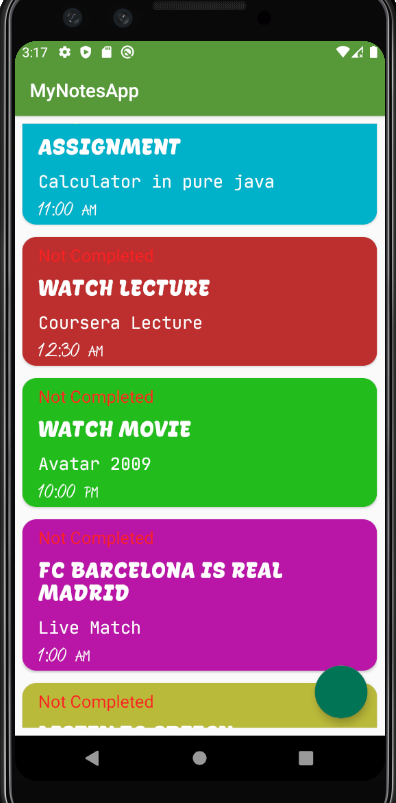 3:17
MyNotesApp
ASSIGNMENT
Calculator in pure java
11:00 AM
Not Completed
WATCH LECTURE
Coursera Lecture
12:30 AM
Not Completed
WATCH MOVIE
Avatar 2009
10:00 PM
Not Completed
FC BARCELONA IS REAL
MADRID
Live Match
1:00 AM
Not Completed